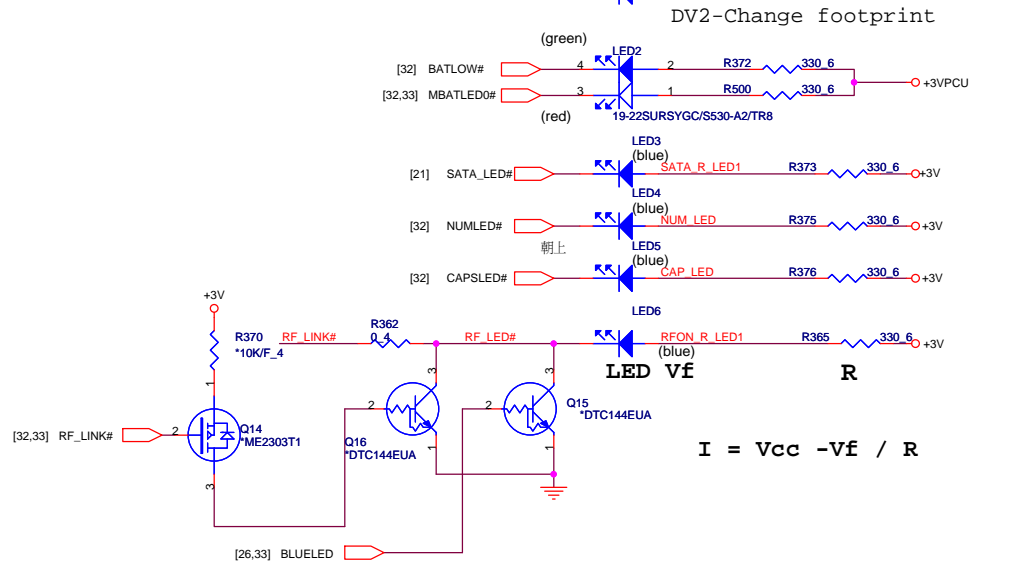 DV2-Change footprint
(green)
LED2
[32] BATLOW# 4 2 R372 330_6
+3VPCU
[32,33] MBATLED0# 3 1 R500 330_6
(red) 19-22SURSYGC/S530-A2/TR8
LED3
(blue)
[21] SATA_LED# SATA_R_LED1 R373 330_6 +3V
LED4
(blue)
[32] NUMLED# NUM_LED R375 330_6 +3V
朝上
LED5
(blue)
[32] CAPSLED# CAP_LED R376 330_6 +3V
+3V
LED6
R362
R370 RF_LINK# 0_4 RF_LED# RFON_R_LED1 R365 330_6 +3V
*10K/F_4
(blue)
LED Vf R
1 3 3
2 2
Q15
*DTC144EUA
[32,33] RF_LINK# 2 Q14
*ME2303T1
Q16
*DTC144EUA
1 1
I = Vcc -Vf / R
3
[26,33] BLUELED